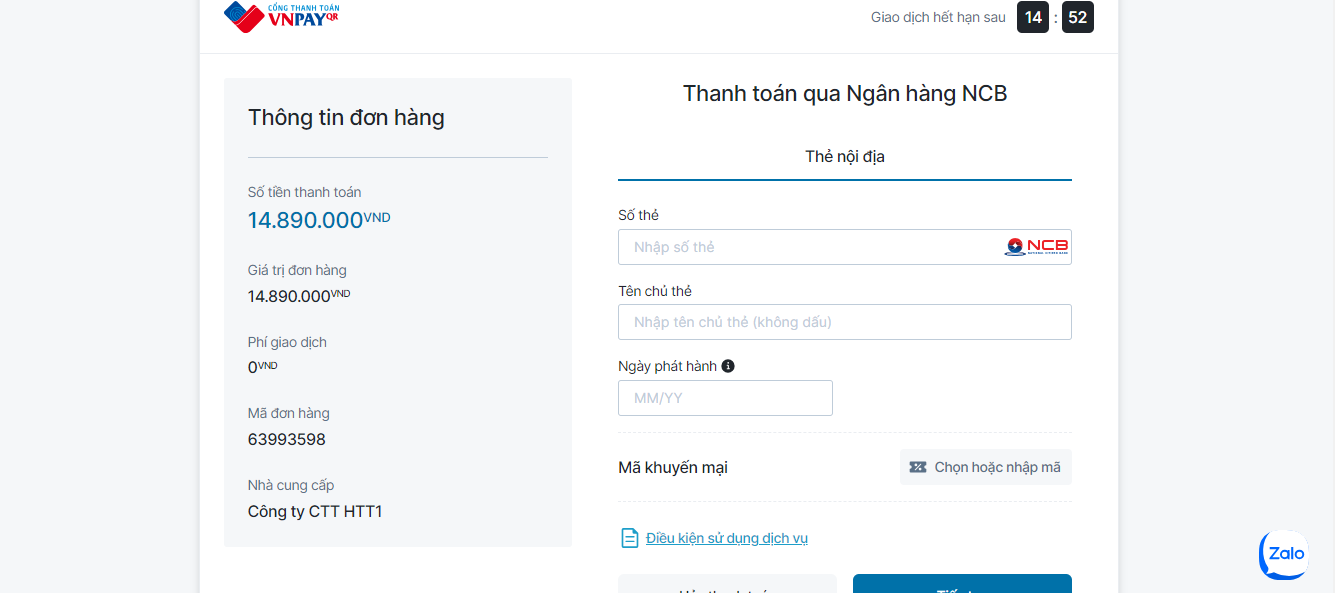 CỔNG THANH TOÁN
VNPAYQR
Giao dịch hết hạn sau 14 : 52
Thông tin đơn hàng
Số tiền thanh toán
14.890.000VND
Giá trị đơn hàng
14.890.000VND
Phí giao dịch
0VND
Mã đơn hàng
63993598
Nhà cung cấp
Công ty CTT HTT1
Thanh toán qua Ngân hàng NCB
Thẻ nội địa
Số thẻ
Nhập số thẻ
NCB
Tên chủ thẻ
Nhập tên chủ thẻ (không dấu)
Ngày phát hành
MM/YY
Mã khuyến mại
Chọn hoặc nhập mã
Điều kiện sử dụng dịch vụ
Zalo